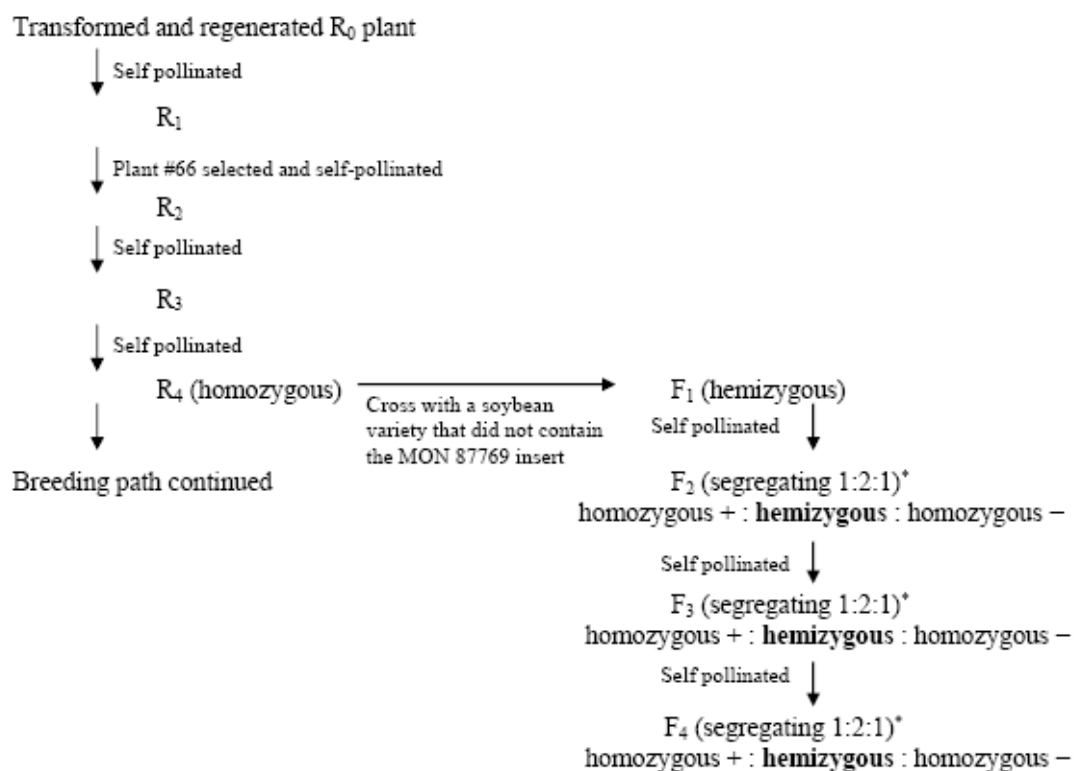 Transformed and regenerated R₀ plant
Self pollinated
R₁
Plant #66 selected and self-pollinated
R₂
Self pollinated
R₃
Self pollinated
R₄ (homozygous)
Cross with a soybean
variety that did not contain
the MON 87769 insert
F₁ (hemizygous)
Self pollinated
Breeding path continued
F₂ (segregating 1:2:1)*
homozygous + : hemizygous : homozygous –
Self pollinated
F₃ (segregating 1:2:1)*
homozygous + : hemizygous : homozygous –
Self pollinated
F₄ (segregating 1:2:1)*
homozygous + : hemizygous : homozygous –